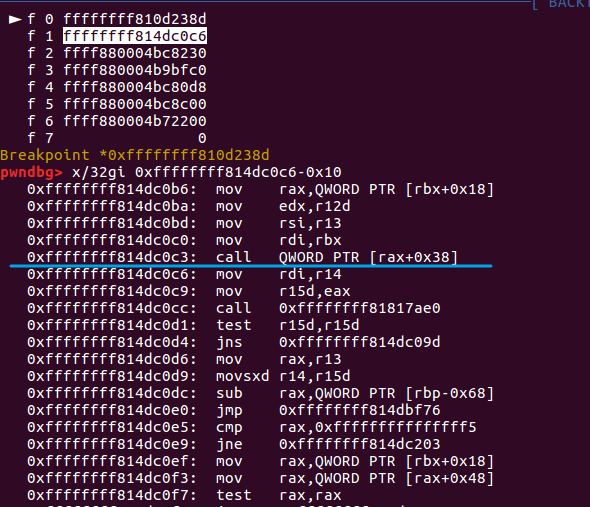 [ BACKT
► f 0 ffffffff810d238d
f 1 ffffffff814dc0c6
f 2 ffff880004bc8230
f 3 ffff880004b9bfc0
f 4 ffff880004bc80d8
f 5 ffff880004bc8c00
f 6 ffff880004b72200
f 7 0
Breakpoint *0xffffffff810d238d
pwndbg> x/32gi 0xffffffff814dc0c6-0x10
0xffffffff814dc0b6: mov rax,QWORD PTR [rbx+0x18]
0xffffffff814dc0ba: mov edx,r12d
0xffffffff814dc0bd: mov rsi,r13
0xffffffff814dc0c0: mov rdi,rbx
0xffffffff814dc0c3: call QWORD PTR [rax+0x38]
0xffffffff814dc0c6: mov rdi,r14
0xffffffff814dc0c9: mov r15d,eax
0xffffffff814dc0cc: call 0xffffffff81817ae0
0xffffffff814dc0d1: test r15d,r15d
0xffffffff814dc0d4: jns 0xffffffff814dc09d
0xffffffff814dc0d6: mov rax,r13
0xffffffff814dc0d9: movsxd r14,r15d
0xffffffff814dc0dc: sub rax,QWORD PTR [rbp-0x68]
0xffffffff814dc0e0: jmp 0xffffffff814dbf76
0xffffffff814dc0e5: cmp rax,0xfffffffffffffff5
0xffffffff814dc0e9: jne 0xffffffff814dc203
0xffffffff814dc0ef: mov rax,QWORD PTR [rbx+0x18]
0xffffffff814dc0f3: mov rax,QWORD PTR [rax+0x48]
0xffffffff814dc0f7: test rax,rax